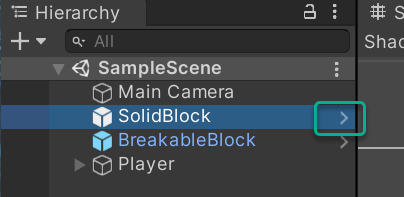 Hierarchy
S
All
Shad
SampleScene
Main Camera
SolidBlock
BreakableBlock
Player